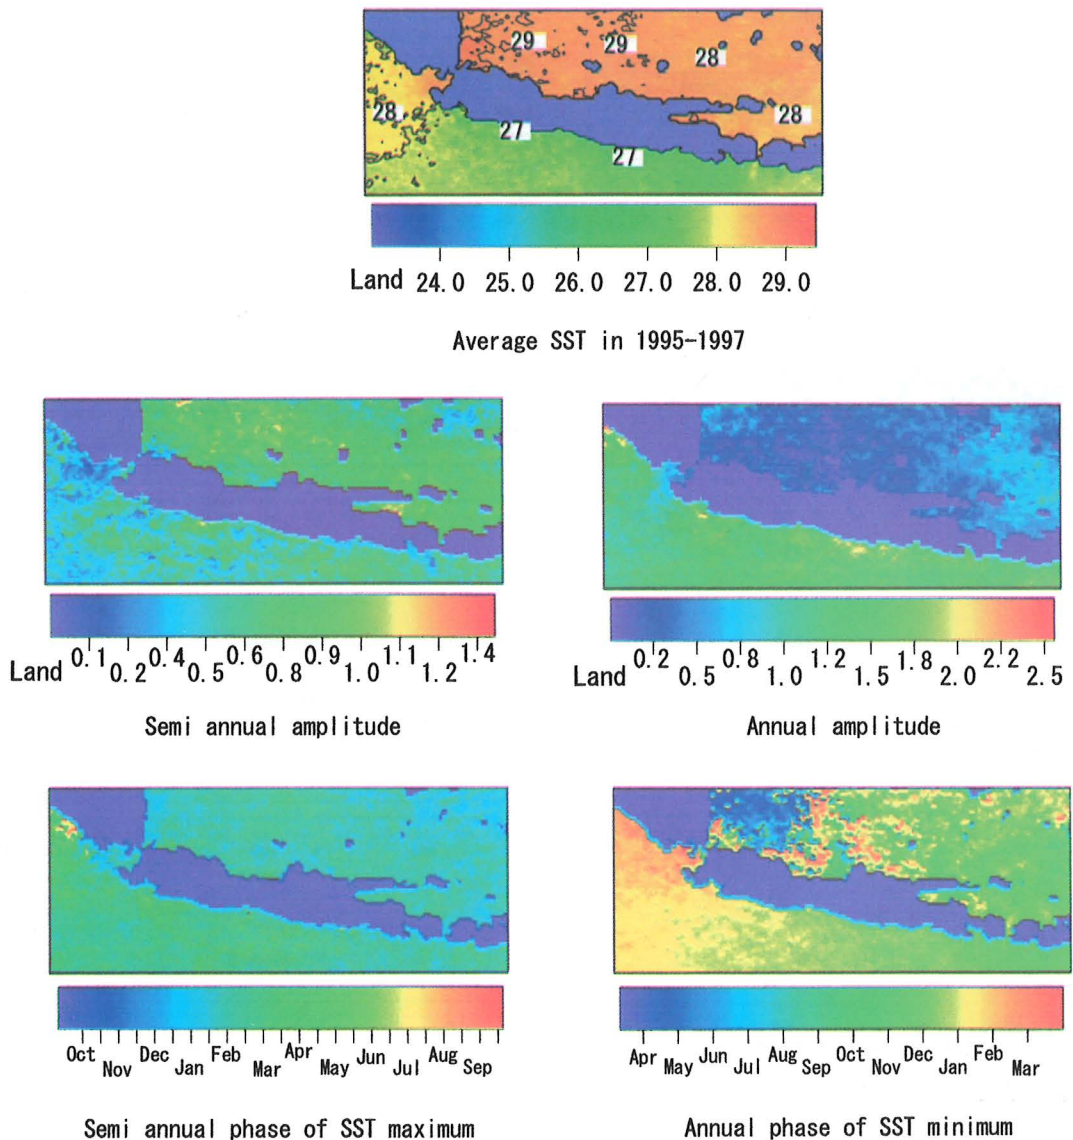 29 29 28
28 28
27
27
Land 24.0 25.0 26.0 27.0 28.0 29.0
Average SST in 1995-1997
Land 0.1 0.2 0.4 0.5 0.6 0.8 0.9 1.0 1.1 1.2 1.4
Semi annual amplitude
Land 0.2 0.5 0.8 1.0 1.2 1.5 1.8 2.0 2.2 2.5
Annual amplitude
Oct Nov Dec Jan Feb Mar Apr May Jun Jul Aug Sep
Semi annual phase of SST maximum
Apr May Jun Jul Aug Sep Oct Nov Dec Jan Feb Mar
Annual phase of SST minimum